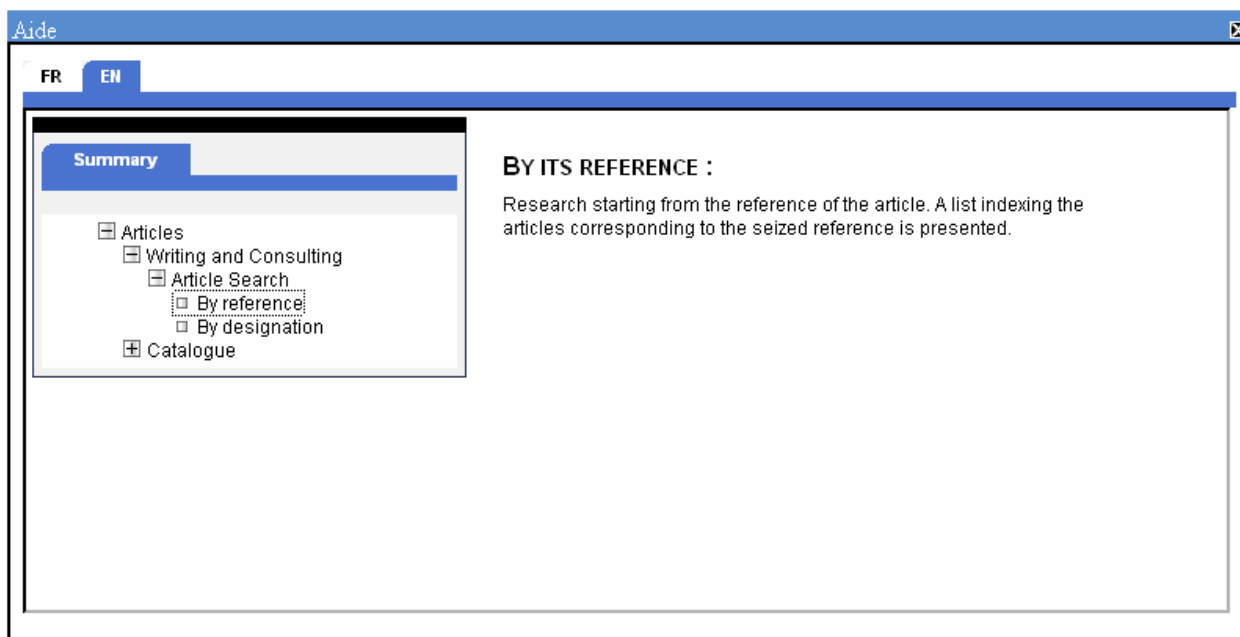 Aide
FR EN
Summary
Articles
Writing and Consulting
Article Search
By reference
By designation
Catalogue
BY ITS REFERENCE :
Research starting from the reference of the article. A list indexing the
articles corresponding to the seized reference is presented.